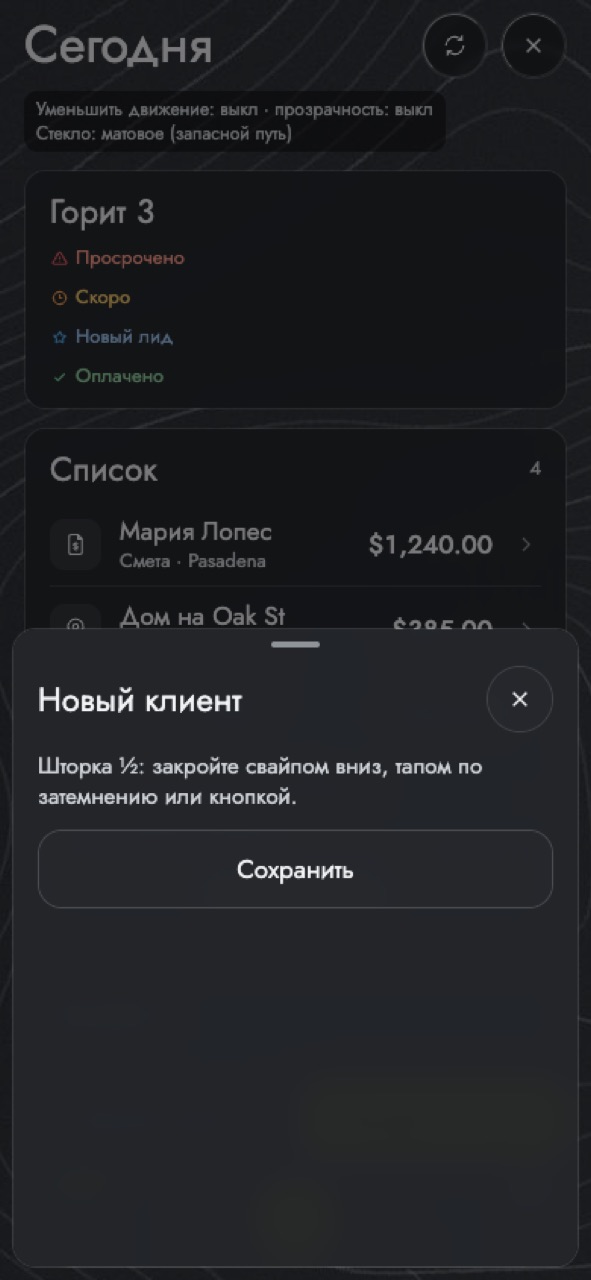 Сегодня
Уменьшить движение: выкл · прозрачность: выкл
Стекло: матовое (запасной путь)
Горит 3
Просрочено
Скоро
Новый лид
Оплачено
Список 4
Мария Лопес $1,240.00
Смета · Pasadena
Дом на Oak St $385.00
Новый клиент
Шторка ½: закройте свайпом вниз, тапом по
затемнению или кнопкой.
Сохранить